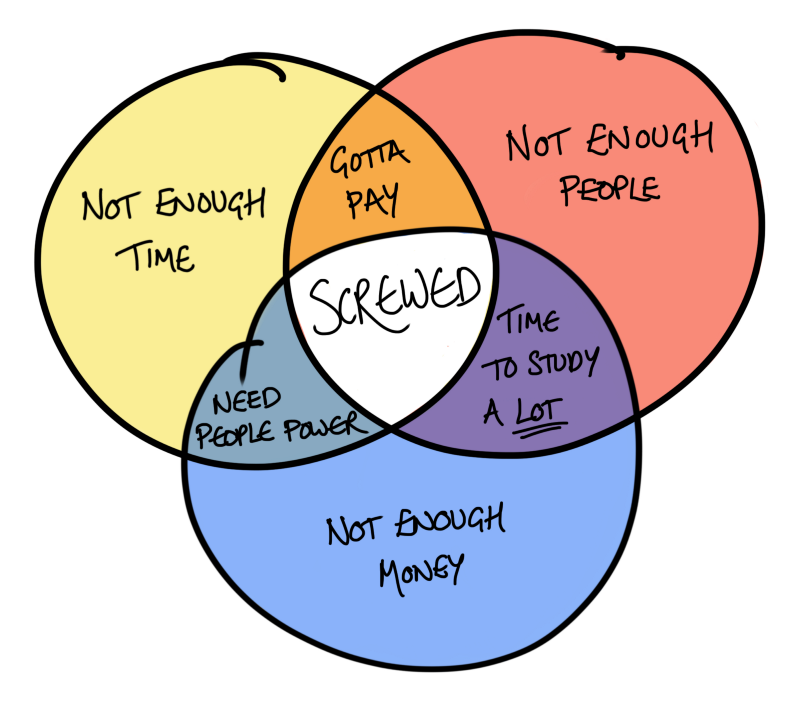 NOT ENOUGH
TIME
GOTTA
PAY
NOT ENOUGH
PEOPLE
SCREWED
NEED
PEOPLE POWER
TIME
TO STUDY
A LOT
NOT ENOUGH
MONEY